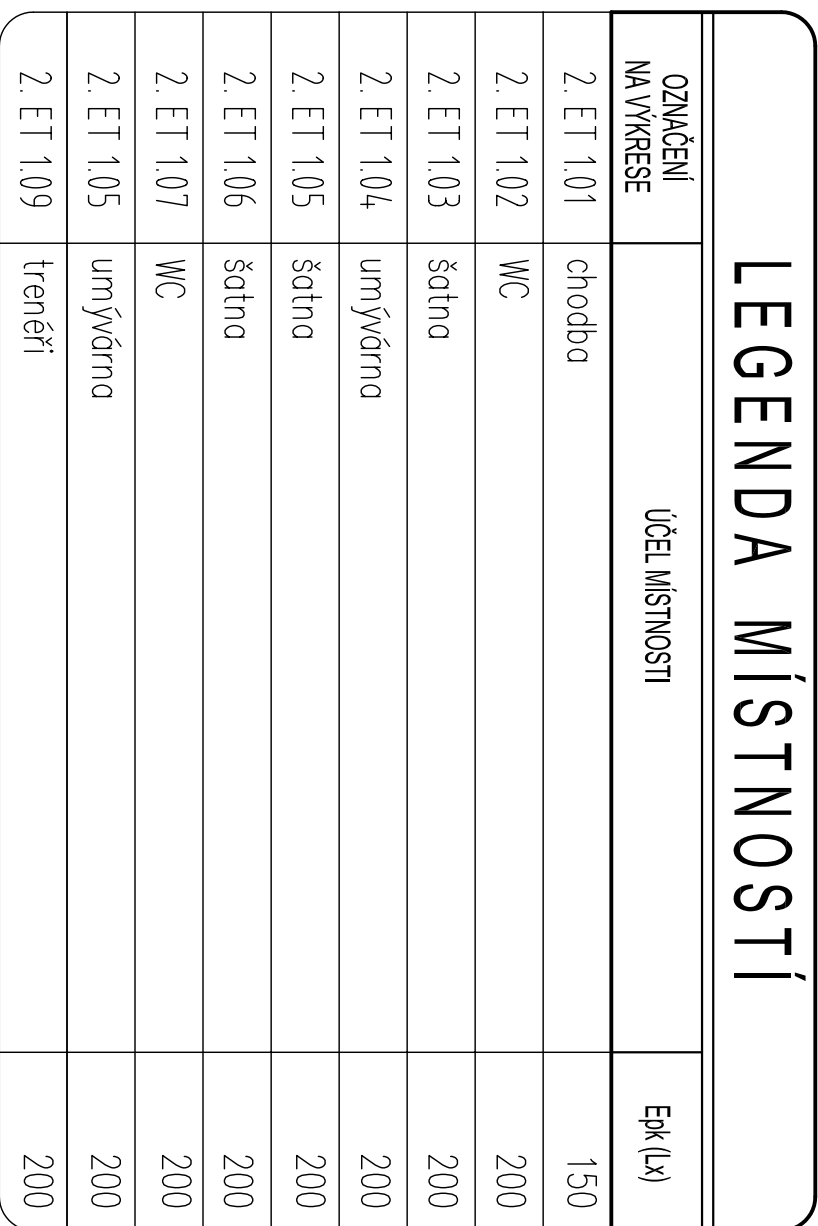 LEGENDA MÍSTNOSTÍ
OZNAČENÍ
NA VÝKRESE
ÚČEL MÍSTNOSTI
Epk (Lx)
2. ET 1.01 chodba 150
2. ET 1.02 WC 200
2. ET 1.03 šatna 200
2. ET 1.04 umývárna 200
2. ET 1.05 šatna 200
2. ET 1.06 šatna 200
2. ET 1.07 WC 200
2. ET 1.05 umývárna 200
2. ET 1.09 trenéři 200